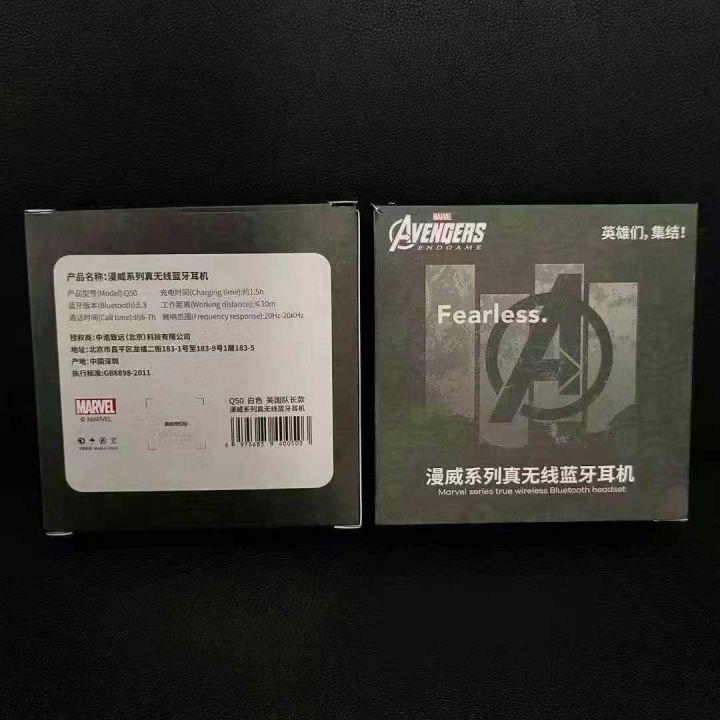 产品名称:漫威系列真无线蓝牙耳机
产品型号(Model):Q50 充电时间(Charging time):约1.5h
蓝牙版本(Bluetooth):5.3 工作距离(Working distance):≤10m
通话时间(Call time):约6-7h 频响范围(Frequency response):20Hz-20KHz
授权商:中浩致远(北京)科技有限公司
地址:北京市昌平区龙福二街183-1号至183-9号1层183-5
产地:中国深圳
执行标准:GB8898-2011
MARVEL
© MARVEL
Q50 白色 美国队长款
漫威系列真无线蓝牙耳机
6 975685 400503
MARVEL
AVENGERS
ENDGAME
英雄们,集结!
Fearless.
漫威系列真无线蓝牙耳机
Marvel series true wireless Bluetooth headset